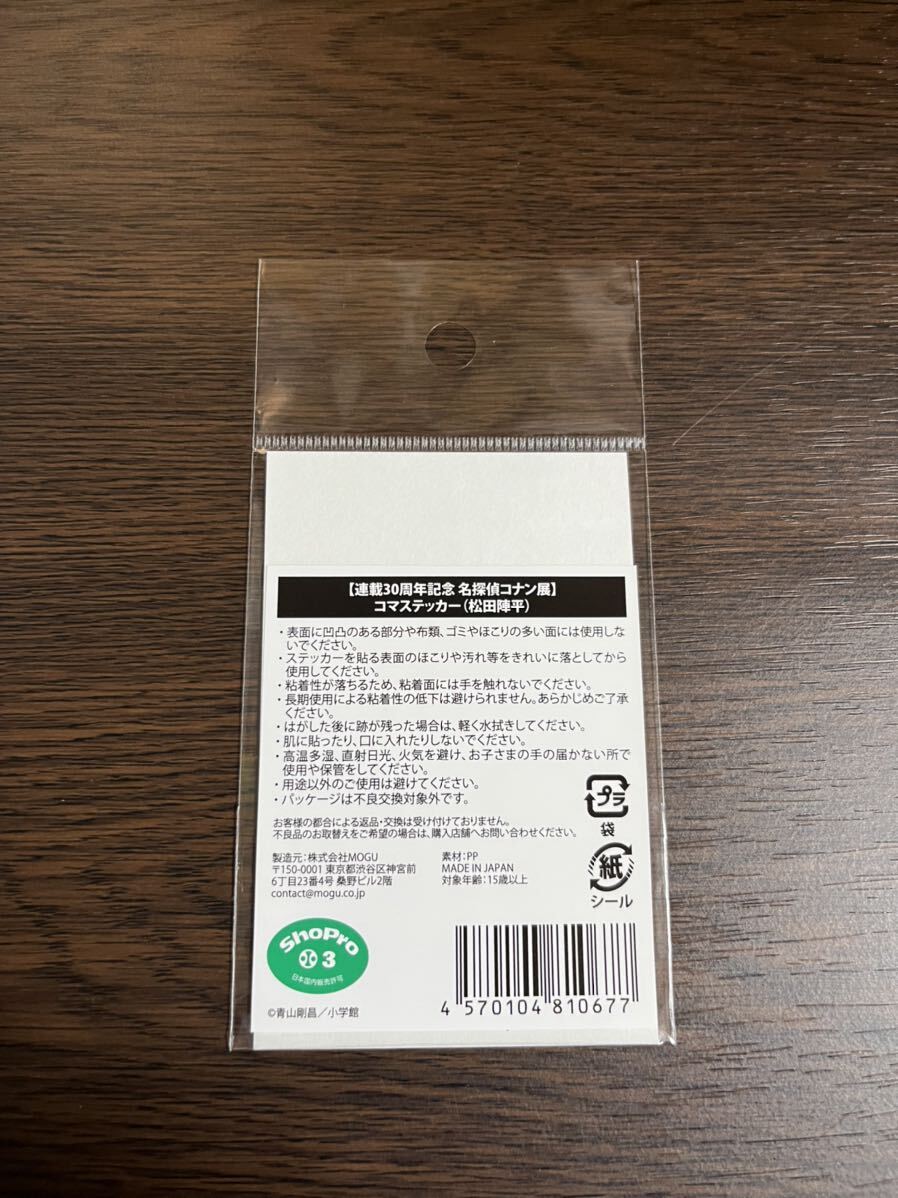 【連載30周年記念 名探偵コナン展】
コマステッカー（松田陣平）
・表面に凹凸のある部分や布類、ゴミやほこりの多い面には使用しな
いでください。
・ステッカーを貼る表面のほこりや汚れ等をきれいに落としてから
使用してください。
・粘着性が落ちるため、粘着面には手を触れないでください。
・長期使用による粘着性の低下は避けられません。あらかじめご了承
ください。
・はがした後に跡が残った場合は、軽く水拭きしてください。
・肌に貼ったり、口に入れたりしないでください。
・高温多湿、直射日光、火気を避け、お子さまの手の届かない所で
使用や保管をしてください。
・用途以外のご使用は避けてください。
・パッケージは不良交換対象外です。
お客様の都合による返品・交換は受け付けておりません。
不良品のお取替えをご希望の場合は、購入店舗へお問い合わせください。
製造元：株式会社MOGU
〒150-0001 東京都渋谷区神宮前
6丁目23番4号 桑野ビル2階
contact@mogu.co.jp
素材：PP
MADE IN JAPAN
対象年齢：15歳以上
プラ
袋
紙
シール
ShoPro
3
日本国内販売許可
©青山剛昌／小学館
4 570104 810677